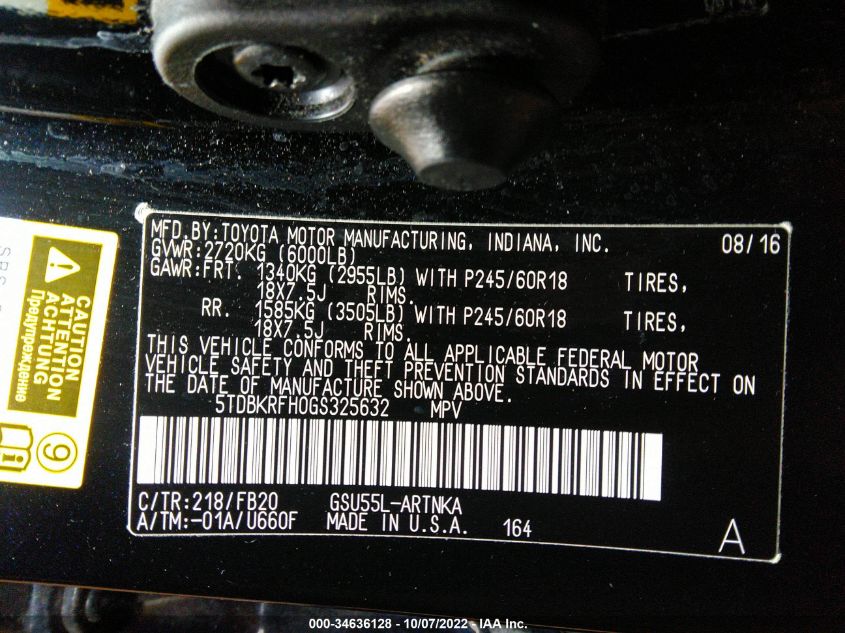 MFD.BY:TOYOTA MOTOR MANUFACTURING, INDIANA, INC. 08/16
GVWR:2720KG (6000LB)
GAWR:FRT. 1340KG (2955LB) WITH P245/60R18 TIRES,
18X7.5J RIMS.
RR. 1585KG (3505LB) WITH P245/60R18 TIRES,
18X7.5J RIMS.
THIS VEHICLE CONFORMS TO ALL APPLICABLE FEDERAL MOTOR
VEHICLE SAFETY AND THEFT PREVENTION STANDARDS IN EFFECT ON
THE DATE OF MANUFACTURE SHOWN ABOVE.
5TDBKRFH0GS325632 MPV
C/TR:218/FB20 GSU55L-ARTNKA
A/TM:-01A/U660F MADE IN U.S.A. 164
A
CAUTION
ATTENTION
ACHTUNG
Предупреждение
9
000-34636128 - 10/07/2022 - IAA Inc.